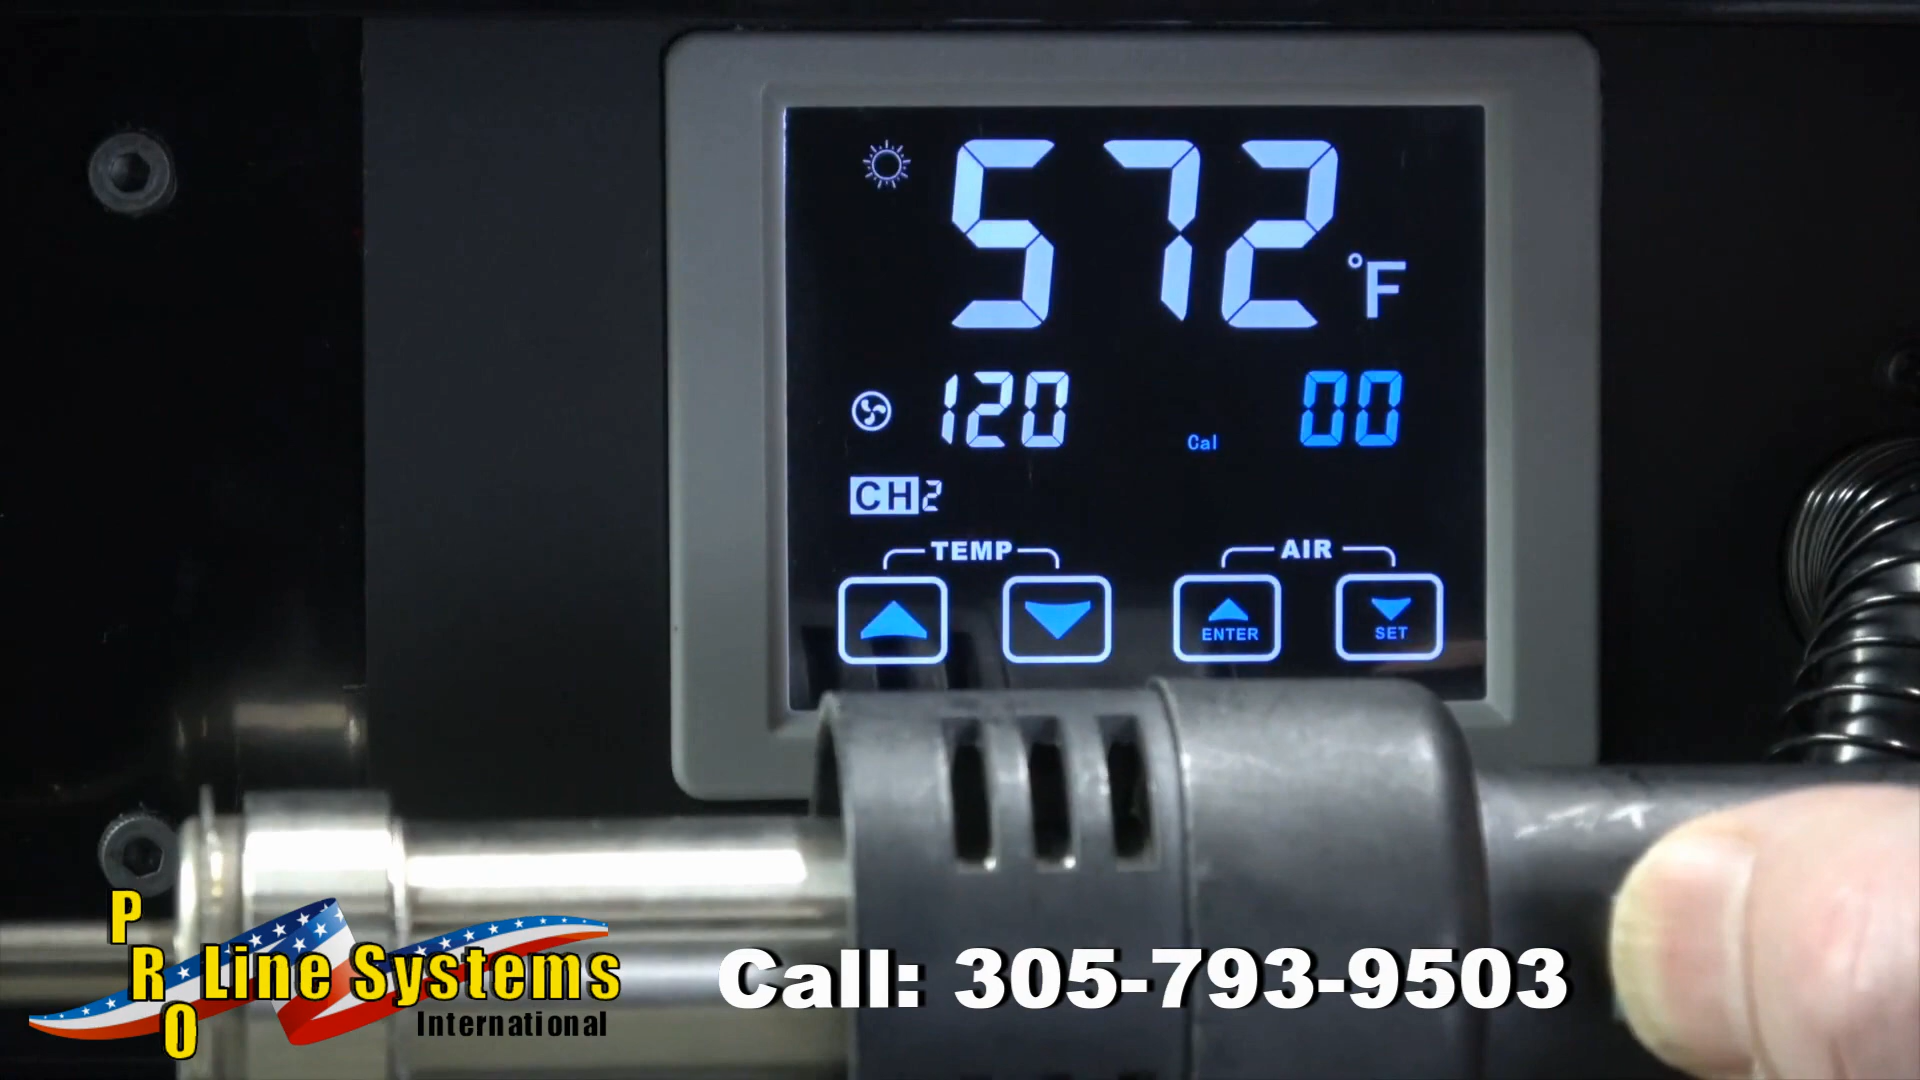 572 °F
120 Cal 00
CH2
TEMP AIR
ENTER SET
PRO Line Systems
International
Call: 305-793-9503